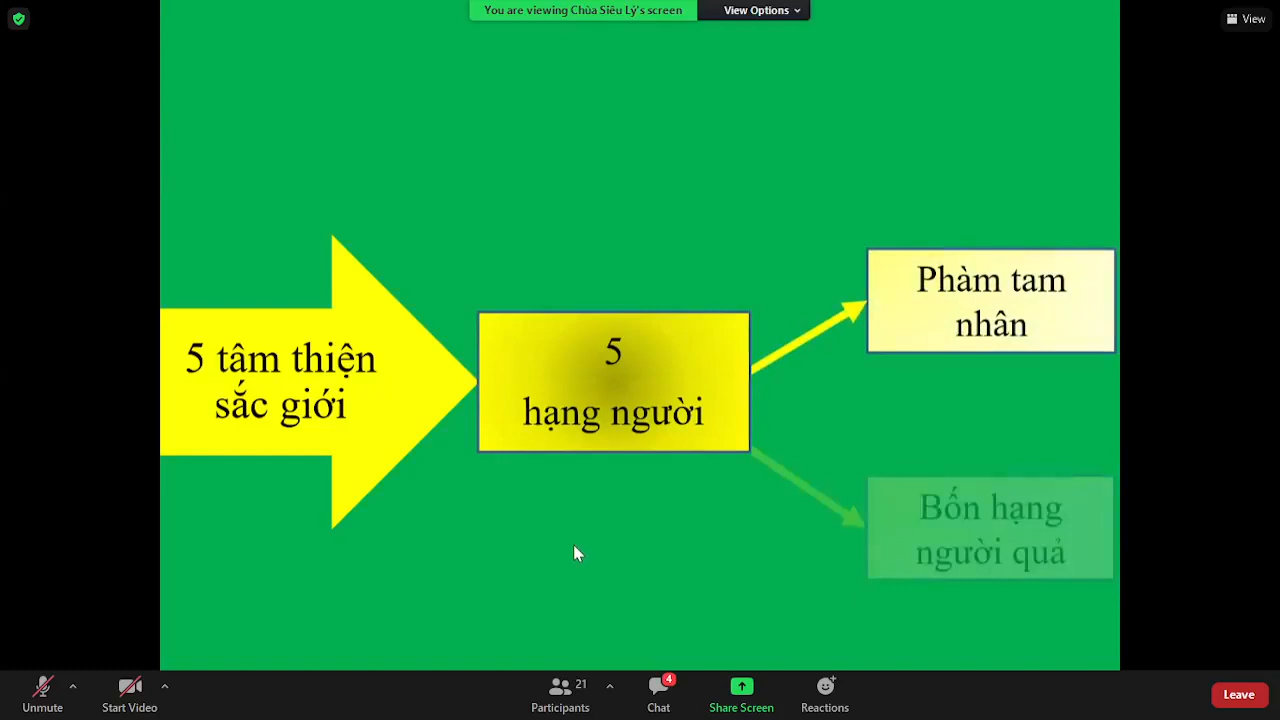 You are viewing Chùa Siêu Lý's screen
View Options
View
5 tâm thiện
sắc giới
5
hạng người
Phàm tam
nhân
Bốn hạng
người quả
Unmute
Start Video
21
Participants
4
Chat
Share Screen
Reactions
Leave